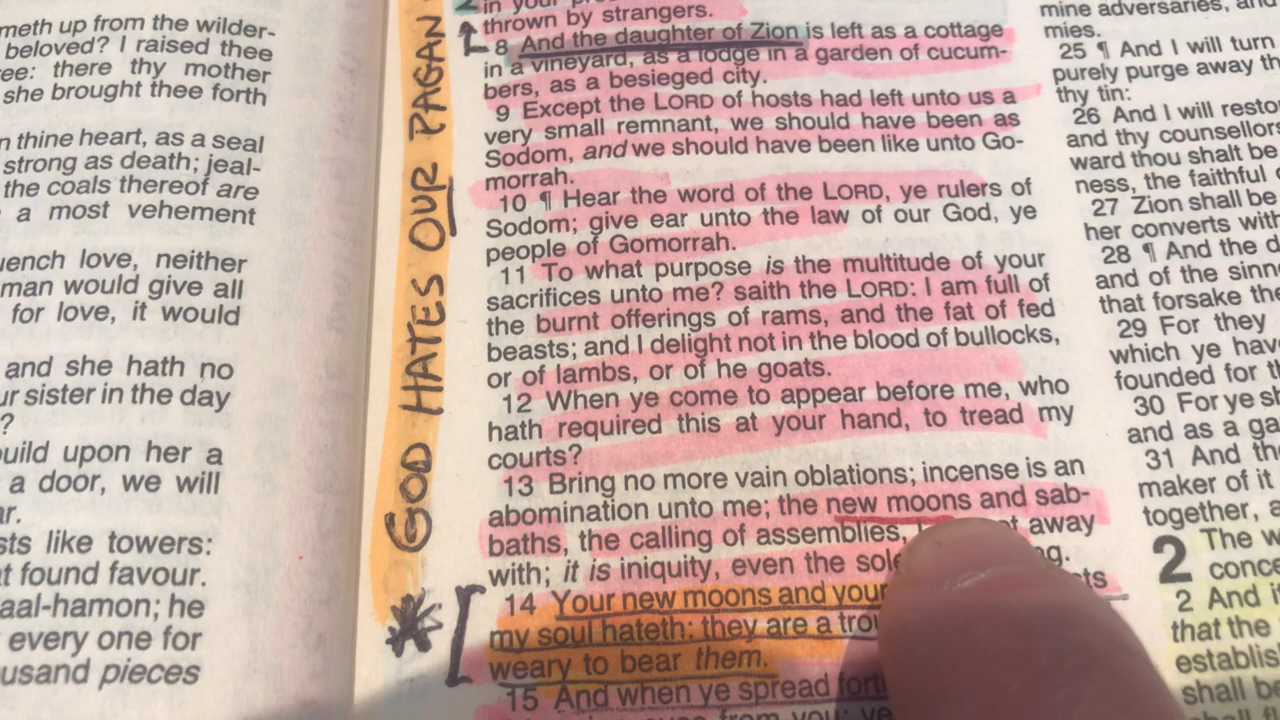 meth up from the wilder-
beloved? I raised thee
ee: there thy mother
she brought thee forth
thine heart, as a seal
strong as death; jeal-
the coals thereof are
a most vehement
uench love, neither
man would give all
for love, it would
and she hath no
ur sister in the day
?
uild upon her a
a door, we will
ar.
sts like towers:
t found favour.
aal-hamon; he
every one for
usand pieces
GOD HATES OUR PAGAN
in your
thrown by strangers.
8 And the daughter of Zion is left as a cottage
in a vineyard, as a lodge in a garden of cucum-
bers, as a besieged city.
9 Except the LORD of hosts had left unto us a
very small remnant, we should have been as
Sodom, and we should have been like unto Go-
morrah.
10 ¶ Hear the word of the LORD, ye rulers of
Sodom; give ear unto the law of our God, ye
people of Gomorrah.
11 To what purpose is the multitude of your
sacrifices unto me? saith the LORD: I am full of
the burnt offerings of rams, and the fat of fed
beasts; and I delight not in the blood of bullocks,
or of lambs, or of he goats.
12 When ye come to appear before me, who
hath required this at your hand, to tread my
courts?
13 Bring no more vain oblations; incense is an
abomination unto me; the new moons and sab-
baths, the calling of assemblies, away
with; it is iniquity, even the
14 Your new moons and your
my soul hateth: they are a
weary to bear them.
15 And when ye spread
from you: ye
mine adversaries, and
mies.
25 ¶ And I will turn
purely purge away
thy tin:
26 And I will
and thy
ward thou shalt be
ness, the faithful
27 Zion shall be
her converts
28 ¶ And the
and of the
that forsake
29 For they
which ye
founded for
30 For ye
and as a
31 And
maker of it
together,
2 The
2 And
that the
shall
shall